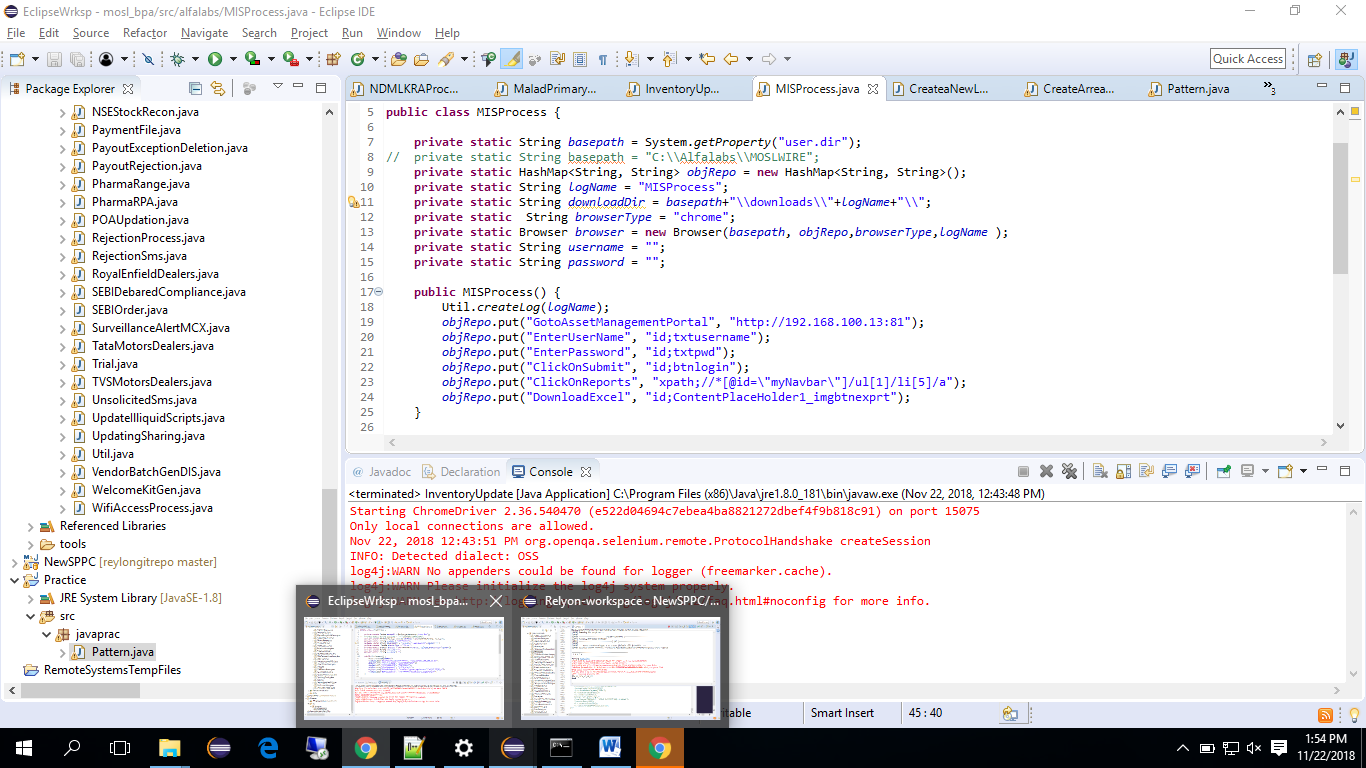 EclipseWrksp - mosl_bpa/src/alfalabs/MISProcess.java - Eclipse IDE
File Edit Source Refactor Navigate Search Project Run Window Help
Quick Access
Package Explorer
NSEStockRecon.java
PaymentFile.java
PayoutExceptionDeletion.java
PayoutRejection.java
PharmaRange.java
PharmaRPA.java
POAUpdation.java
RejectionProcess.java
RejectionSms.java
RoyalEnfieldDealers.java
SEBIDebaredCompliance.java
SEBIOrder.java
SurveillanceAlertMCX.java
TataMotorsDealers.java
Trial.java
TVSMotorsDealers.java
UnsolicitedSms.java
UpdateIlliquidScripts.java
UpdatingSharing.java
Util.java
VendorBatchGenDIS.java
WelcomeKitGen.java
WifiAccessProcess.java
Referenced Libraries
tools
NewSPPC [reylongitrepo master]
Practice
JRE System Library [JavaSE-1.8]
src
javaprac
Pattern.java
RemoteSystemsTempFiles
NDMLKRAProc... MaladPrimary... InventoryUp... MISProcess.java CreateaNewL... CreateArrea... Pattern.java »3
5 public class MISProcess {
6
7 private static String basepath = System.getProperty("user.dir");
8 // private static String basepath = "C:\\Alfalabs\\MOSLWIRE";
9 private static HashMap<String, String> objRepo = new HashMap<String, String>();
10 private static String logName = "MISProcess";
11 private static String downloadDir = basepath+"\\downloads\\"+logName+"\\";
12 private static  String browserType = "chrome";
13 private static Browser browser = new Browser(basepath, objRepo,browserType,logName );
14 private static String username = "";
15 private static String password = "";
16
17 public MISProcess() {
18 Util.createLog(logName);
19 objRepo.put("GotoAssetManagementPortal", "http://192.168.100.13:81");
20 objRepo.put("EnterUserName", "id;txtusername");
21 objRepo.put("EnterPassword", "id;txtpwd");
22 objRepo.put("ClickOnSubmit", "id;btnlogin");
23 objRepo.put("ClickOnReports", "xpath;//*[@id=\"myNavbar\"]/ul[1]/li[5]/a");
24 objRepo.put("DownloadExcel", "id;ContentPlaceHolder1_imgbtnexprt");
25 }
26
@ Javadoc Declaration Console
<terminated> InventoryUpdate [Java Application] C:\Program Files (x86)\Java\jre1.8.0_181\bin\javaw.exe (Nov 22, 2018, 12:43:48 PM)
Starting ChromeDriver 2.36.540470 (e522d04694c7ebea4ba8821272dbef4f9b818c91) on port 15075
Only local connections are allowed.
Nov 22, 2018 12:43:51 PM org.openqa.selenium.remote.ProtocolHandshake createSession
INFO: Detected dialect: OSS
log4j:WARN No appenders could be found for logger (freemarker.cache).
log4j:WARN Please initialize the log4j system properly.
q.html#noconfig for more info.
EclipseWrksp - mosl_bpa... Relyon-workspace - NewSPPC/...
itable Smart Insert 45 : 40
1:54 PM
11/22/2018